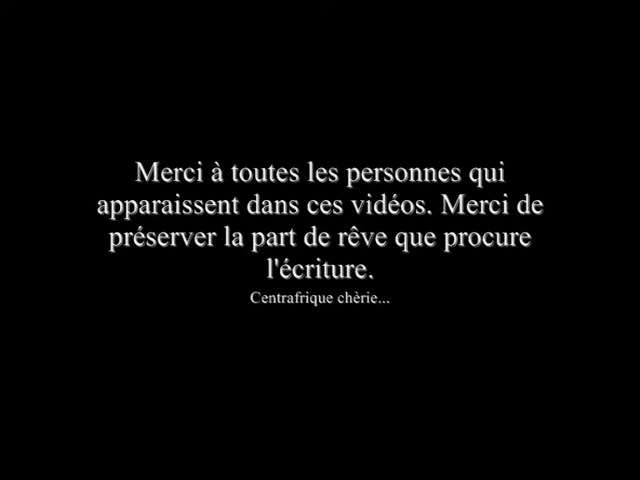 Merci à toutes les personnes qui
apparaissent dans ces vidéos. Merci de
préserver la part de rêve que procure
l'écriture.
Centrafrique chèrie...